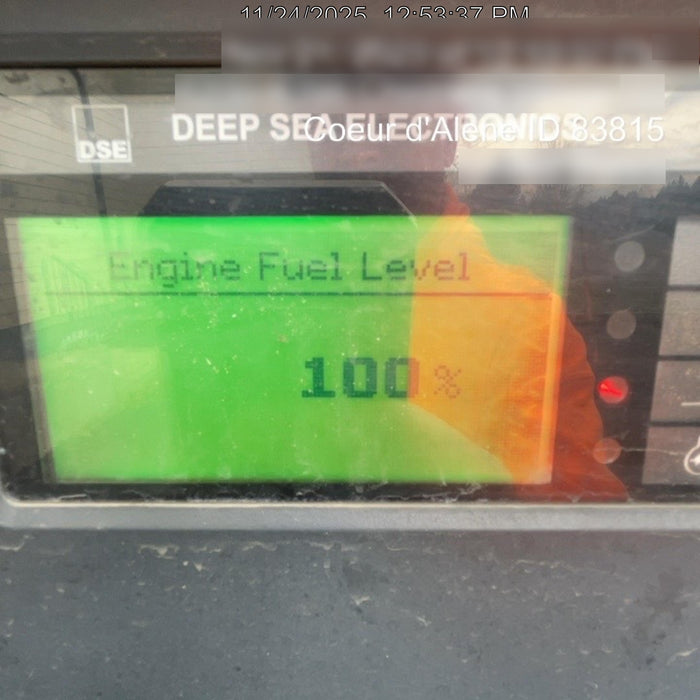 11/24/2025 12:53:37 PM
DSE
DEEP SEA ELECTRONICS
Coeur d'Alene ID 83815
Engine Fuel Level
100 %